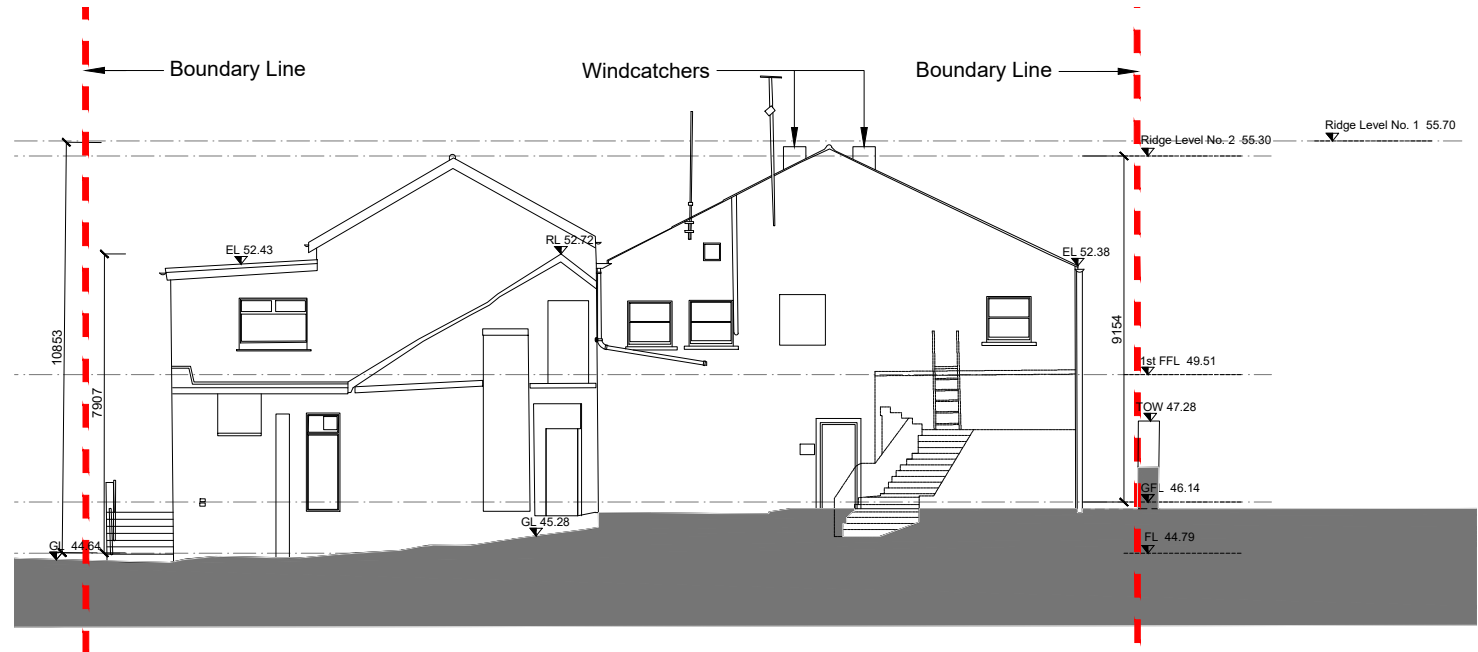 Boundary Line
Windcatchers
Boundary Line
Ridge Level No. 1 55.70
Ridge Level No. 2 55.30
EL 52.43
RL 52.72
EL 52.38
10853
7907
9154
1st FFL 49.51
TOW 47.28
GFL 46.14
GL 45.28
GL 44.64
FL 44.79